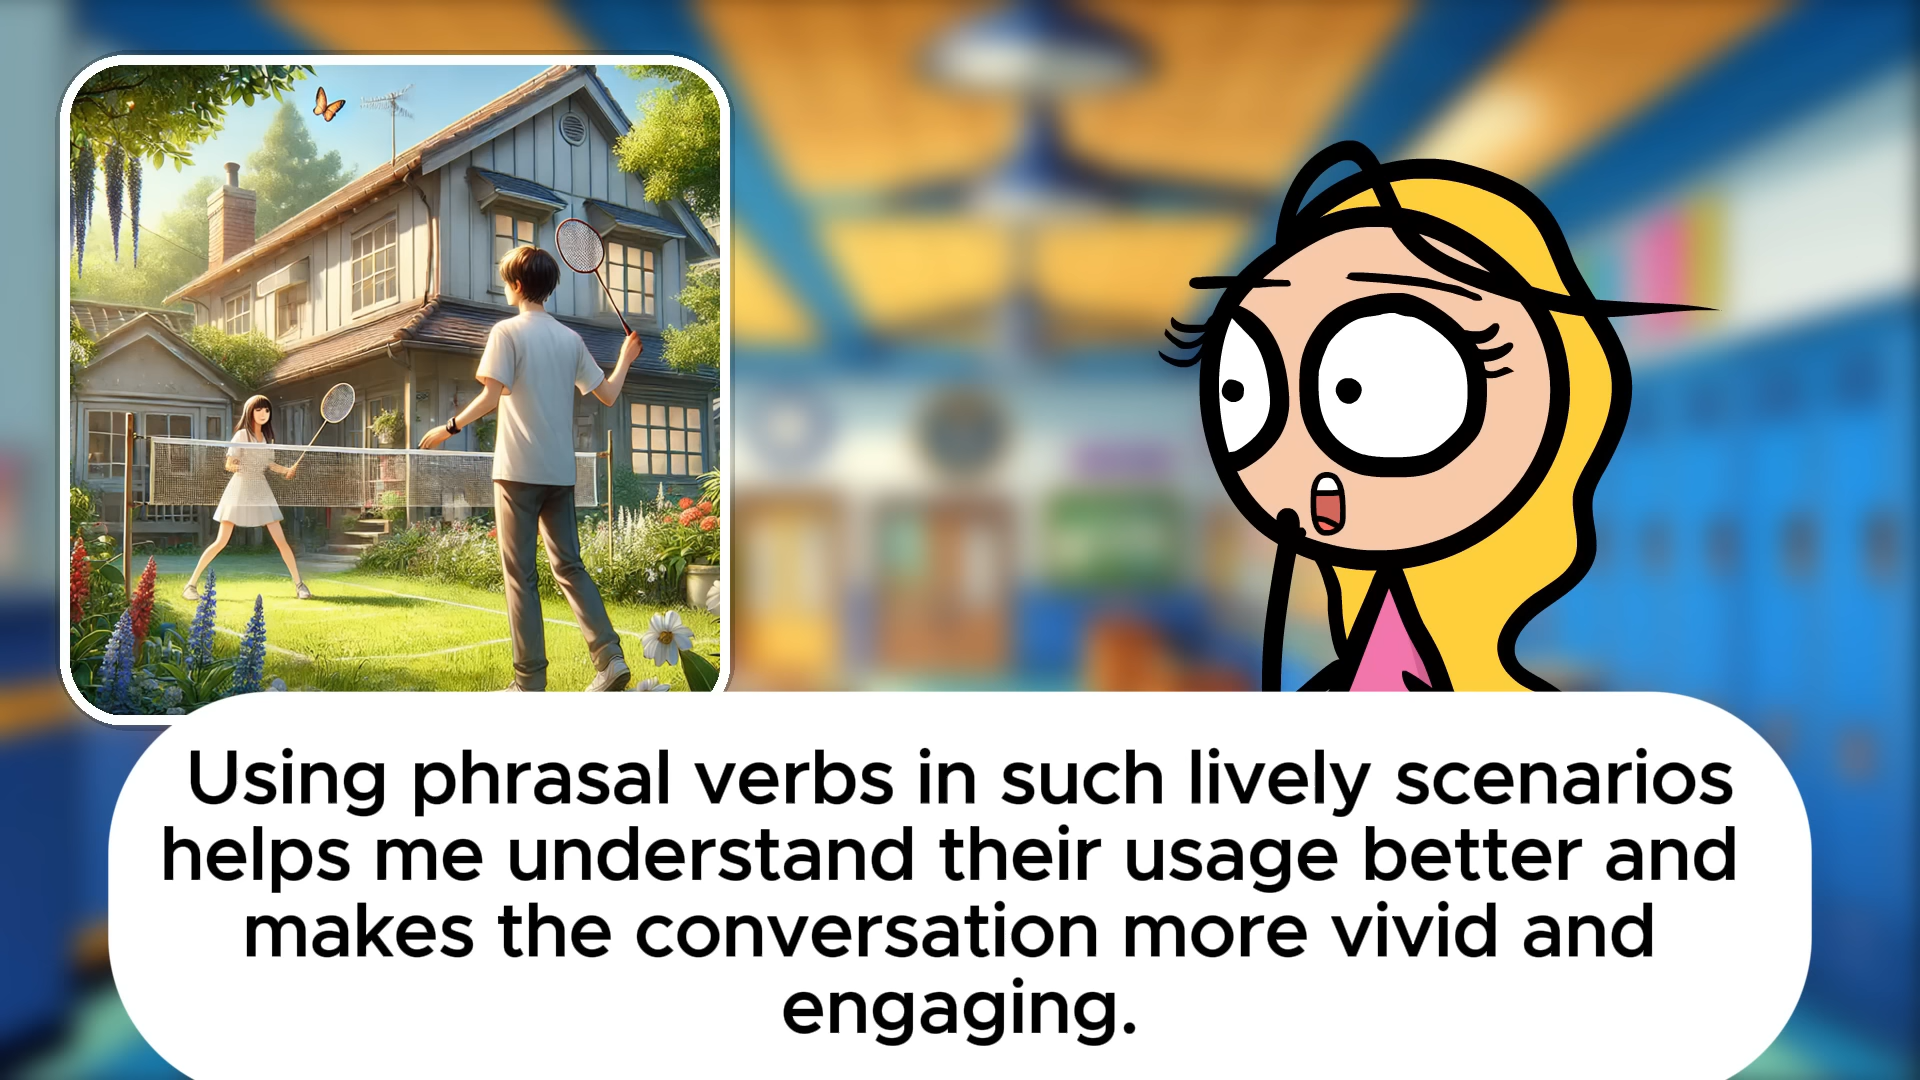 Using phrasal verbs in such lively scenarios
helps me understand their usage better and
makes the conversation more vivid and
engaging.